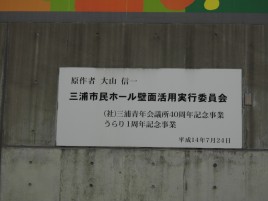 原作者 大山 信一
三浦市民ホール壁面活用実行委員会
(社)三浦青年会議所40周年記念事業
うらり1周年記念事業
平成14年7月24日